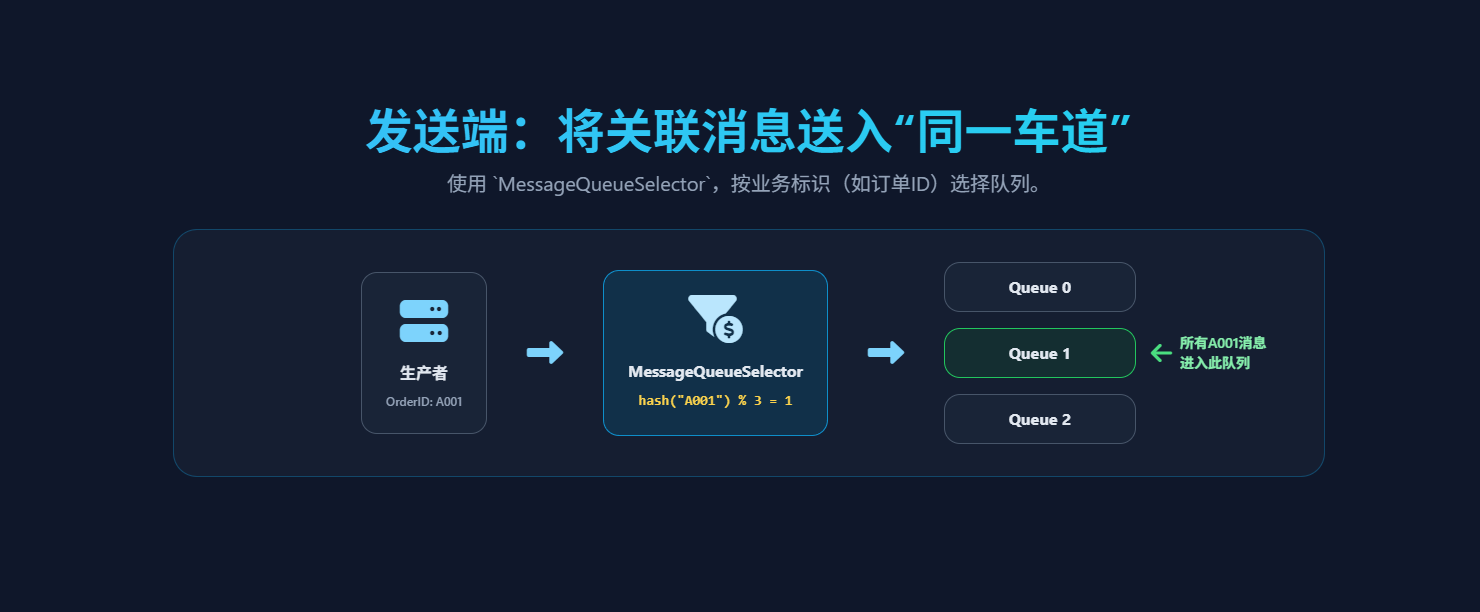 发送端：将关联消息送入“同一车道”
使用 `MessageQueueSelector`，按业务标识（如订单ID）选择队列。
生产者
OrderID: A001
MessageQueueSelector
hash("A001") % 3 = 1
Queue 0
Queue 1
Queue 2
所有A001消息
进入此队列